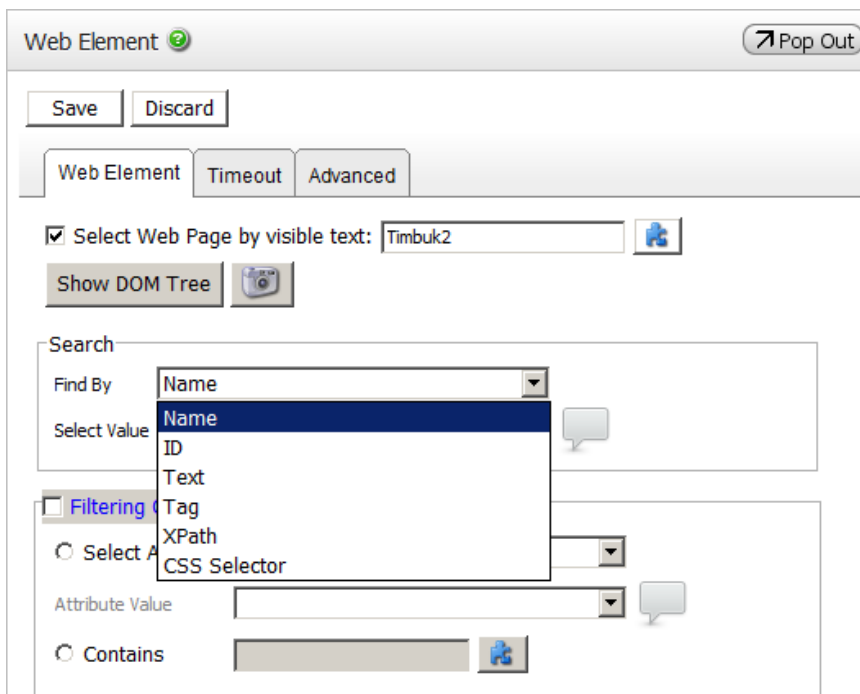 Web Element
Pop Out
Save Discard
Web Element Timeout Advanced
Select Web Page by visible text: Timbuk2
Show DOM Tree
Search
Find By Name
Name
Select Value
ID
Text
Filtering
Tag
XPath
Select A
CSS Selector
Attribute Value
Contains